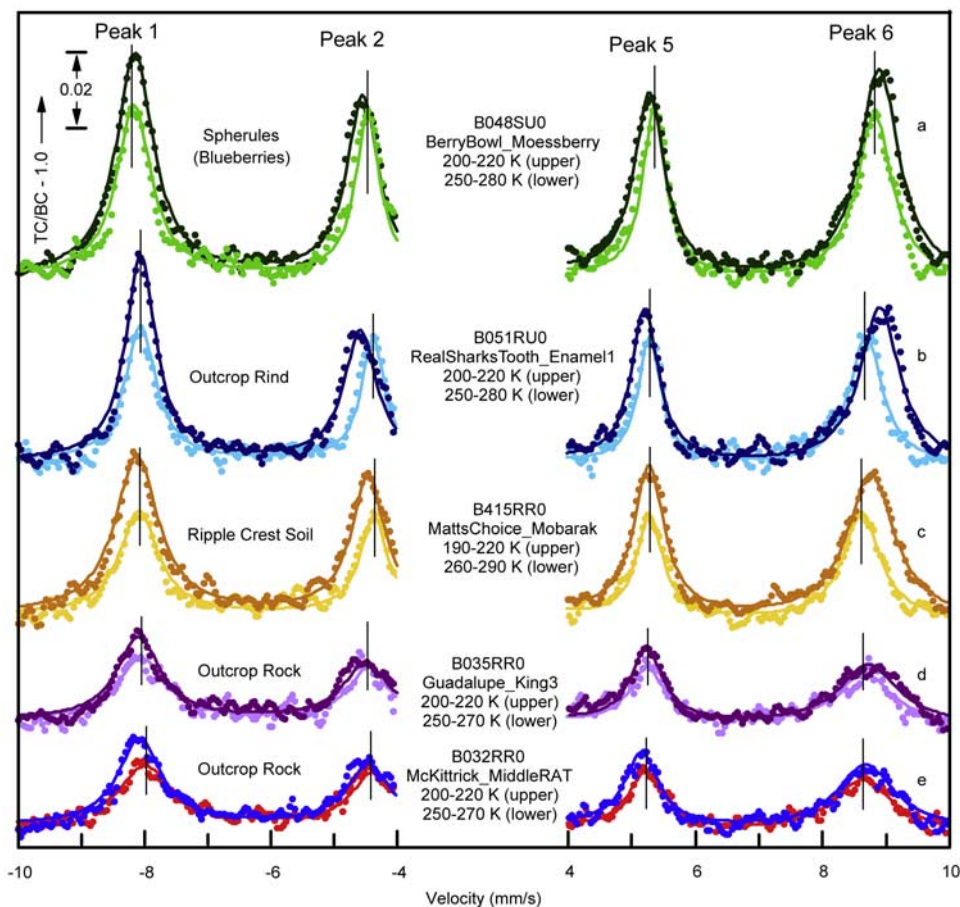 Peak 1
Peak 2
Peak 5
Peak 6
0.02
TC/BC - 1.0
Spherules
(Blueberries)
B048SU0
BerryBowl_Moessberry
200-220 K (upper)
250-280 K (lower)
a
Outcrop Rind
B051RU0
RealSharksTooth_Enamel1
200-220 K (upper)
250-280 K (lower)
b
Ripple Crest Soil
B415RR0
MattsChoice_Mobarak
190-220 K (upper)
260-290 K (lower)
c
Outcrop Rock
B035RR0
Guadalupe_King3
200-220 K (upper)
250-270 K (lower)
d
Outcrop Rock
B032RR0
McKittrick_MiddleRAT
200-220 K (upper)
250-270 K (lower)
e
-10 -8 -6 -4 4 6 8 10
Velocity (mm/s)